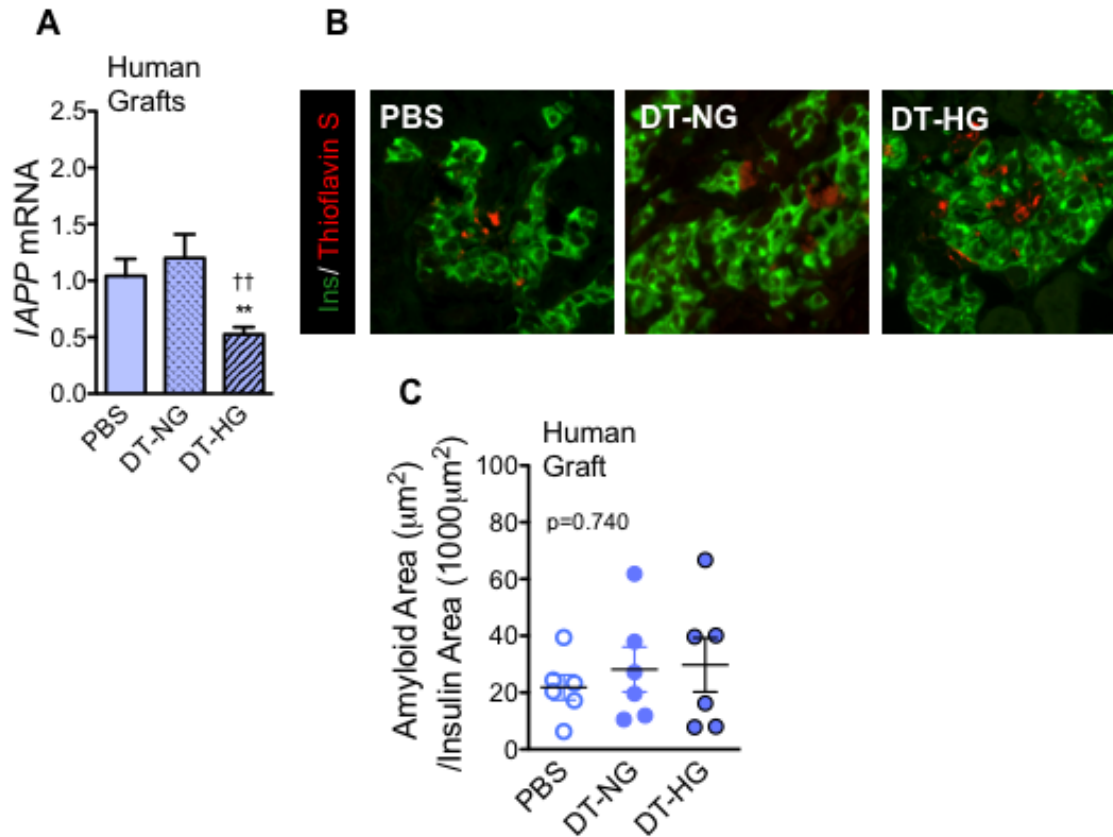 A
Human
Grafts
IAPP mRNA
2.5
2.0
1.5
1.0
0.5
0.0
††
**
PBS
DT-NG
DT-HG
B
Ins/ Thioflavin S
PBS
DT-NG
DT-HG
C
Human
Graft
Amyloid Area (μm²)
/Insulin Area (1000μm²)
100
80
60
40
20
0
p=0.740
PBS
DT-NG
DT-HG